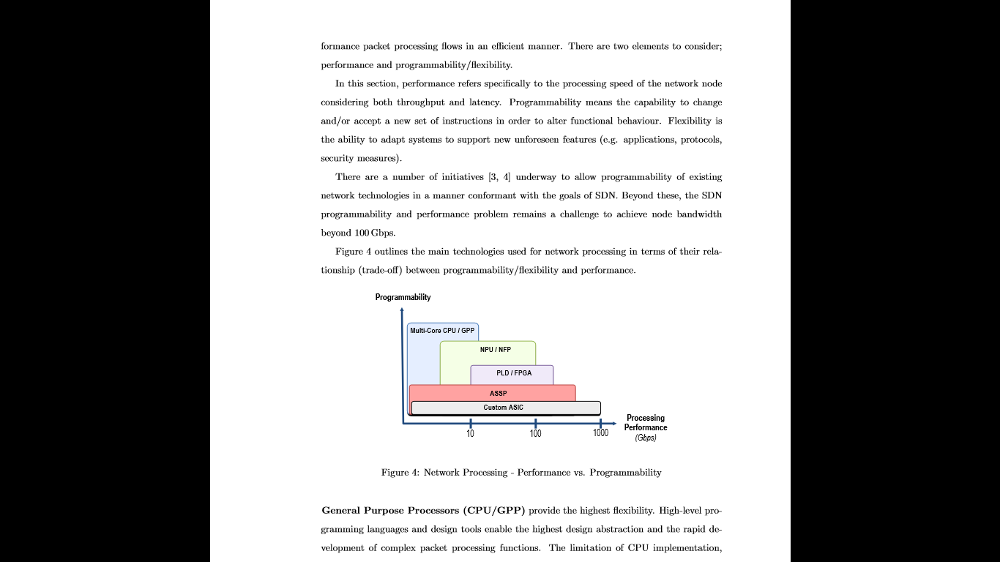 formance packet processing flows in an efficient manner. There are two elements to consider;
performance and programmability/flexibility.
In this section, performance refers specifically to the processing speed of the network node
considering both throughput and latency. Programmability means the capability to change
and/or accept a new set of instructions in order to alter functional behaviour. Flexibility is
the ability to adapt systems to support new unforeseen features (e.g. applications, protocols,
security measures).
There are a number of initiatives [3, 4] underway to allow programmability of existing
network technologies in a manner conformant with the goals of SDN. Beyond these, the SDN
programmability and performance problem remains a challenge to achieve node bandwidth
beyond 100 Gbps.
Figure 4 outlines the main technologies used for network processing in terms of their rela-
tionship (trade-off) between programmability/flexibility and performance.
Programmability
Multi-Core CPU / GPP
NPU / NFP
PLD / FPGA
ASSP
Custom ASIC
10
100
1000
Processing
Performance
(Gbps)
Figure 4: Network Processing - Performance vs. Programmability
General Purpose Processors (CPU/GPP) provide the highest flexibility. High-level pro-
gramming languages and design tools enable the highest design abstraction and the rapid de-
velopment of complex packet processing functions. The limitation of CPU implementation,